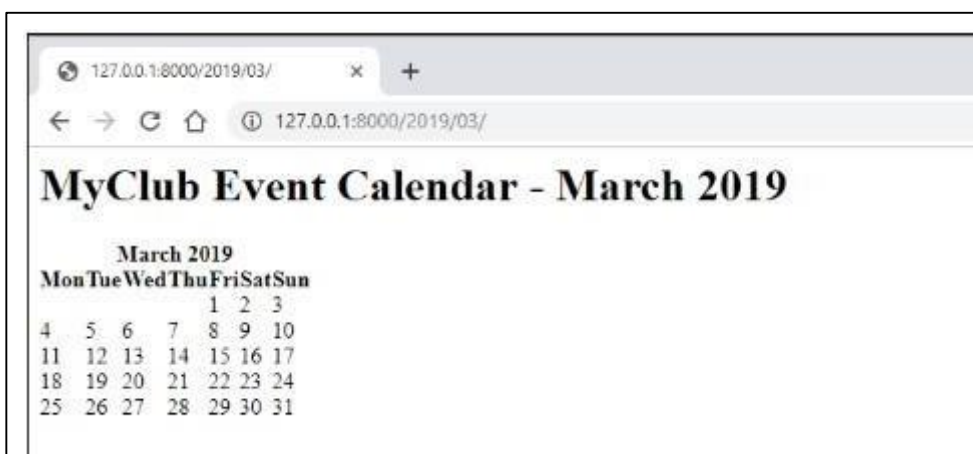 127.0.0.1:8000/2019/03/
127.0.0.1:8000/2019/03/
MyClub Event Calendar - March 2019
March 2019
Mon Tue Wed Thu Fri Sat Sun
1 2 3
4 5 6 7 8 9 10
11 12 13 14 15 16 17
18 19 20 21 22 23 24
25 26 27 28 29 30 31